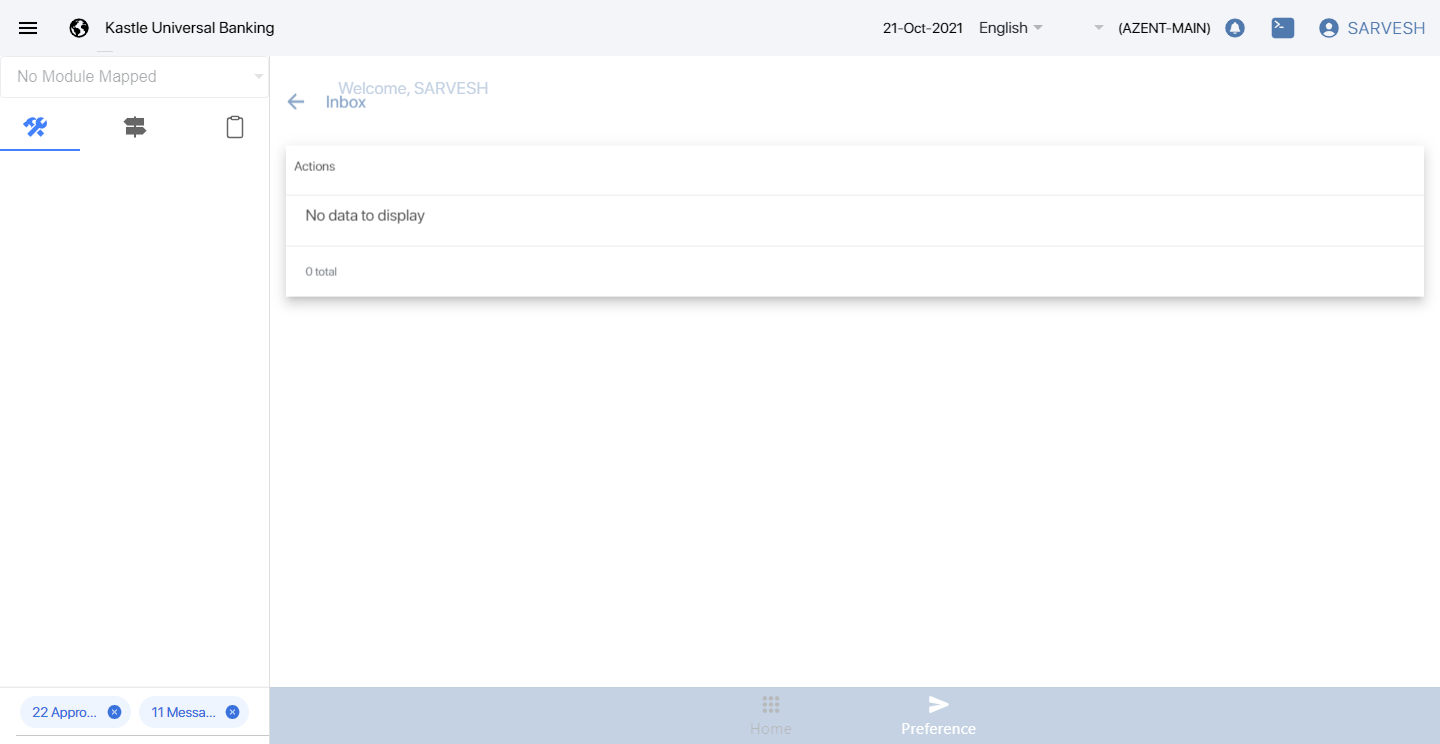 Kastle Universal Banking
21-Oct-2021
English
(AZENT-MAIN)
SARVESH
No Module Mapped
Welcome, SARVESH
Inbox
Actions
No data to display
0 total
22 Appro...
11 Messa...
Home
Preference